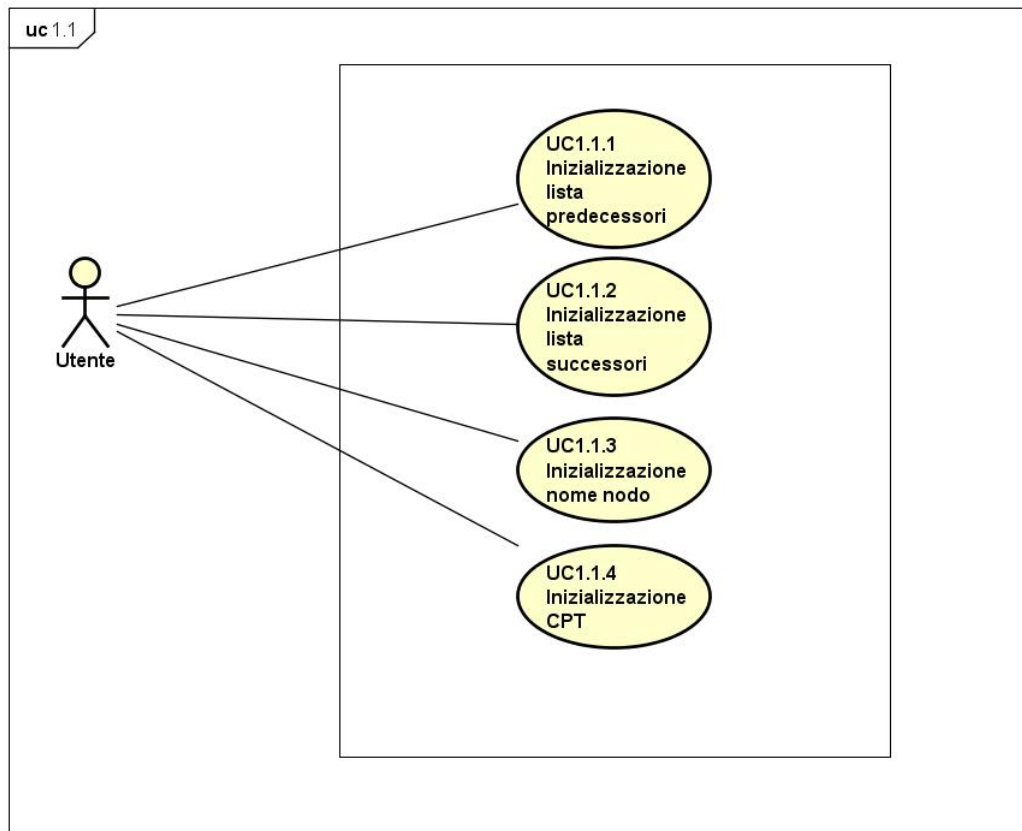 uc 1.1
UC1.1.1
Inizializzazione
lista
predecessori
UC1.1.2
Inizializzazione
lista
successori
Utente
UC1.1.3
Inizializzazione
nome nodo
UC1.1.4
Inizializzazione
CPT